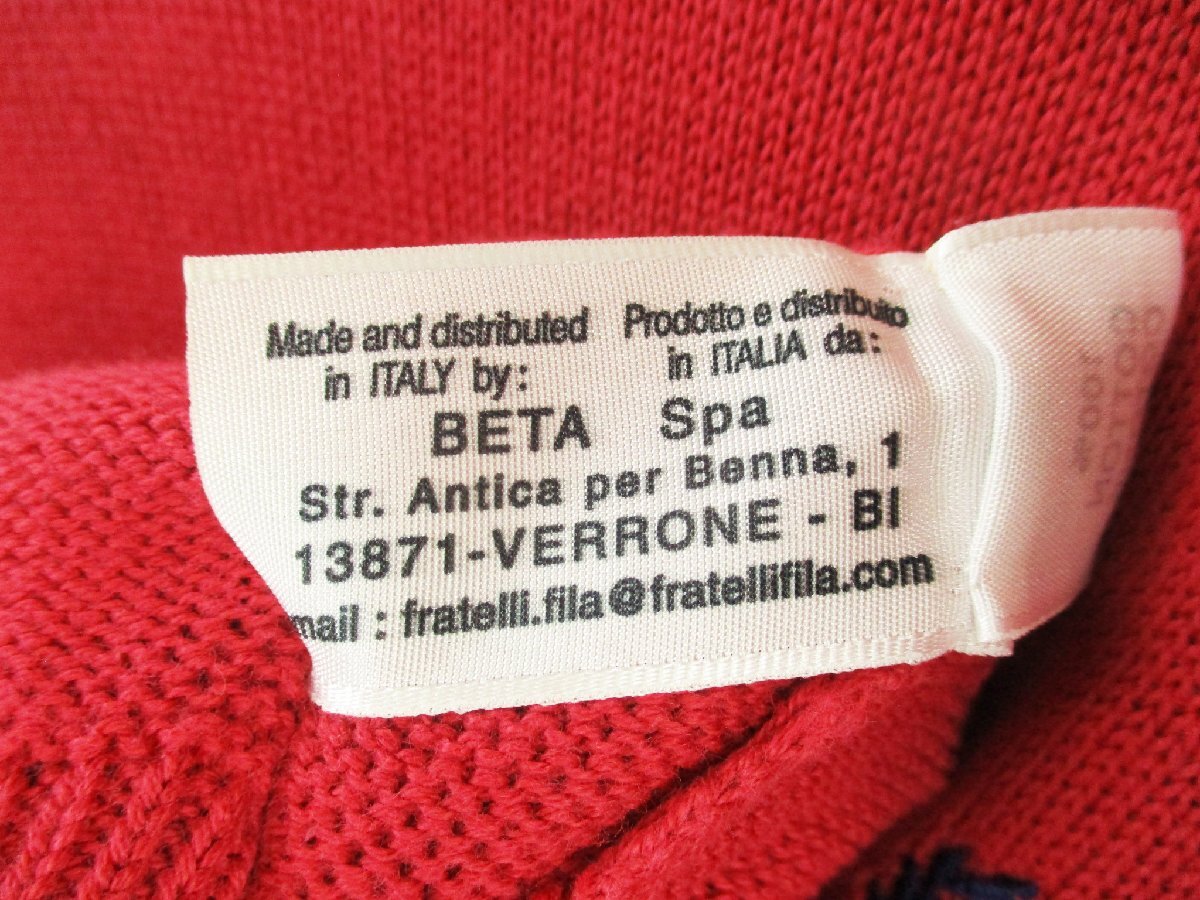 Made and distributed Prodotto e distribuito
in ITALY by: in ITALIA da:
BETA Spa
Str. Antica per Benna, 1
13871-VERRONE - BI
mail : fratelli.fila@fratellifila.com